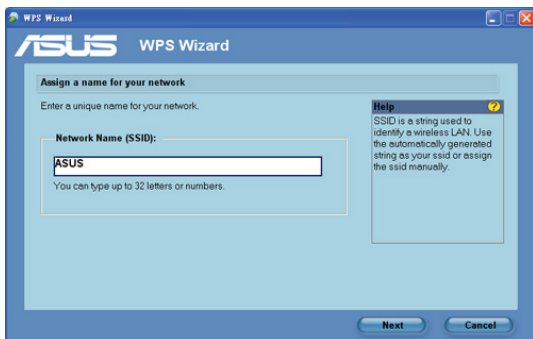 WPS Wizard
ASUS WPS Wizard
Assign a name for your network
Enter a unique name for your network.
Network Name (SSID):
ASUS
You can type up to 32 letters or numbers.
Help
SSID is a string used to
identify a wireless LAN. Use
the automatically generated
string as your ssid or assign
the ssid manually.
Next
Cancel